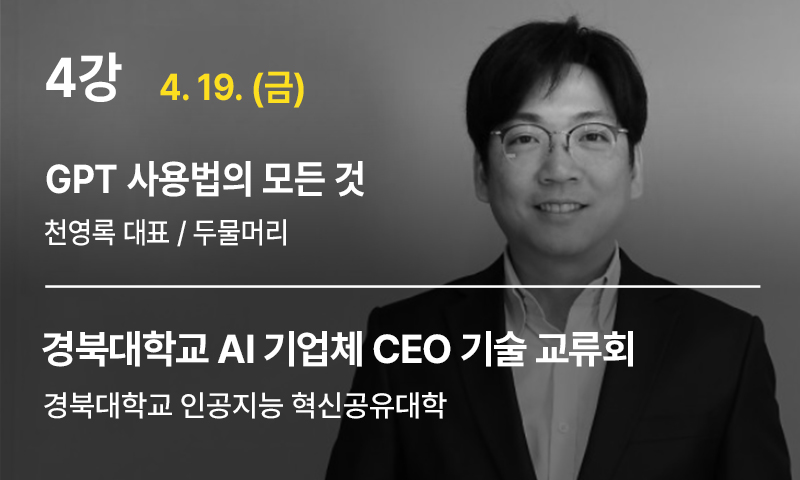 4강 4. 19. (금)
GPT 사용법의 모든 것
천영록 대표 / 두물머리
경북대학교 AI 기업체 CEO 기술 교류회
경북대학교 인공지능 혁신공유대학